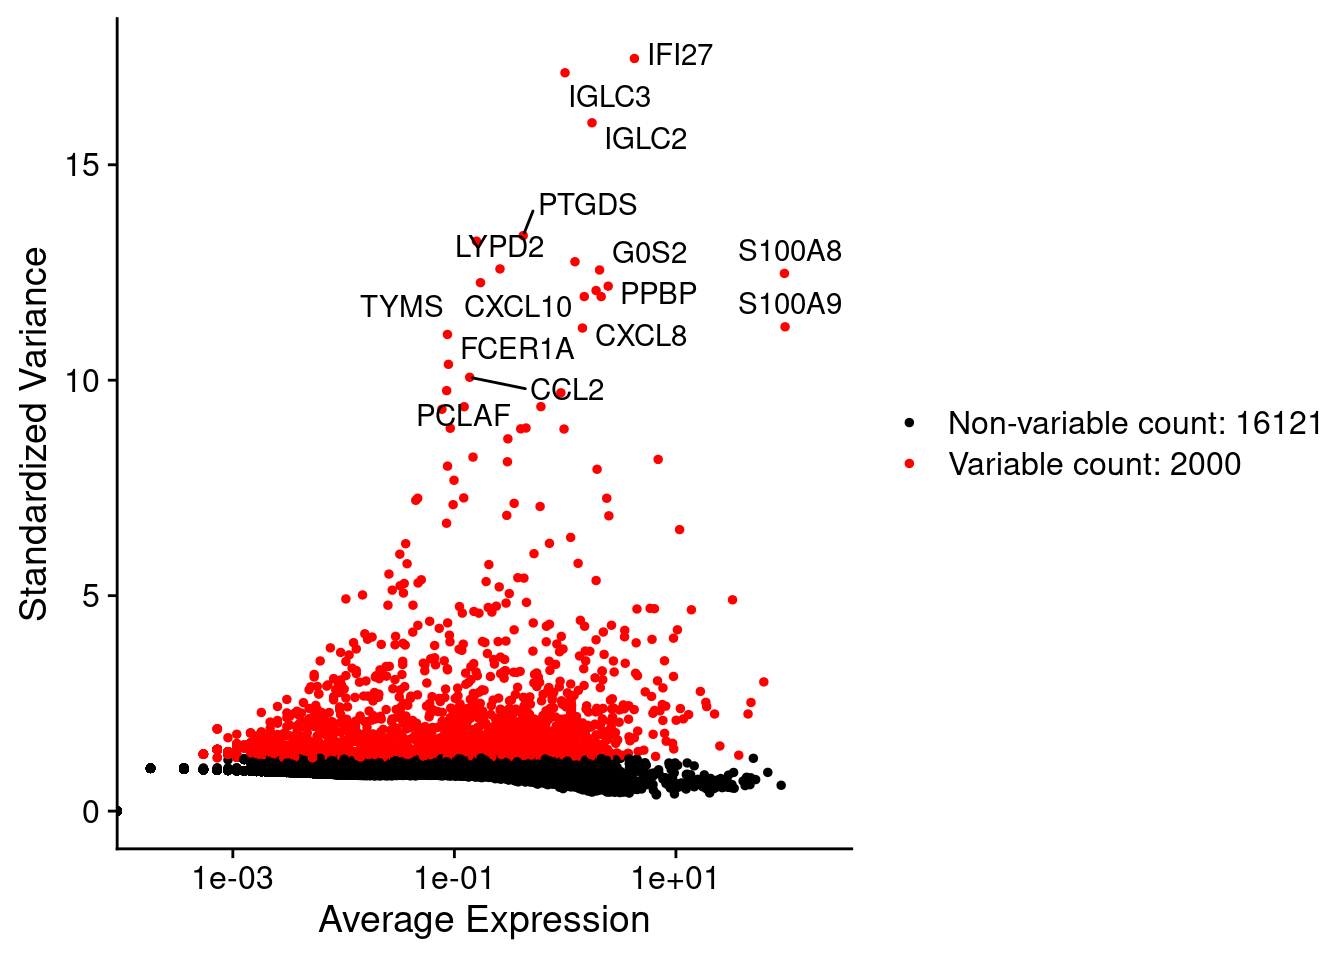 IFI27
IGLC3
IGLC2
15
PTGDS
LYPD2
G0S2
S100A8
TYMS
CXCL10
PPBP
S100A9
FCER1A
CXCL8
10
CCL2
PCLAF
Standardized Variance
Non-variable count: 16121
Variable count: 2000
5
0
1e-03
1e-01
1e+01
Average Expression